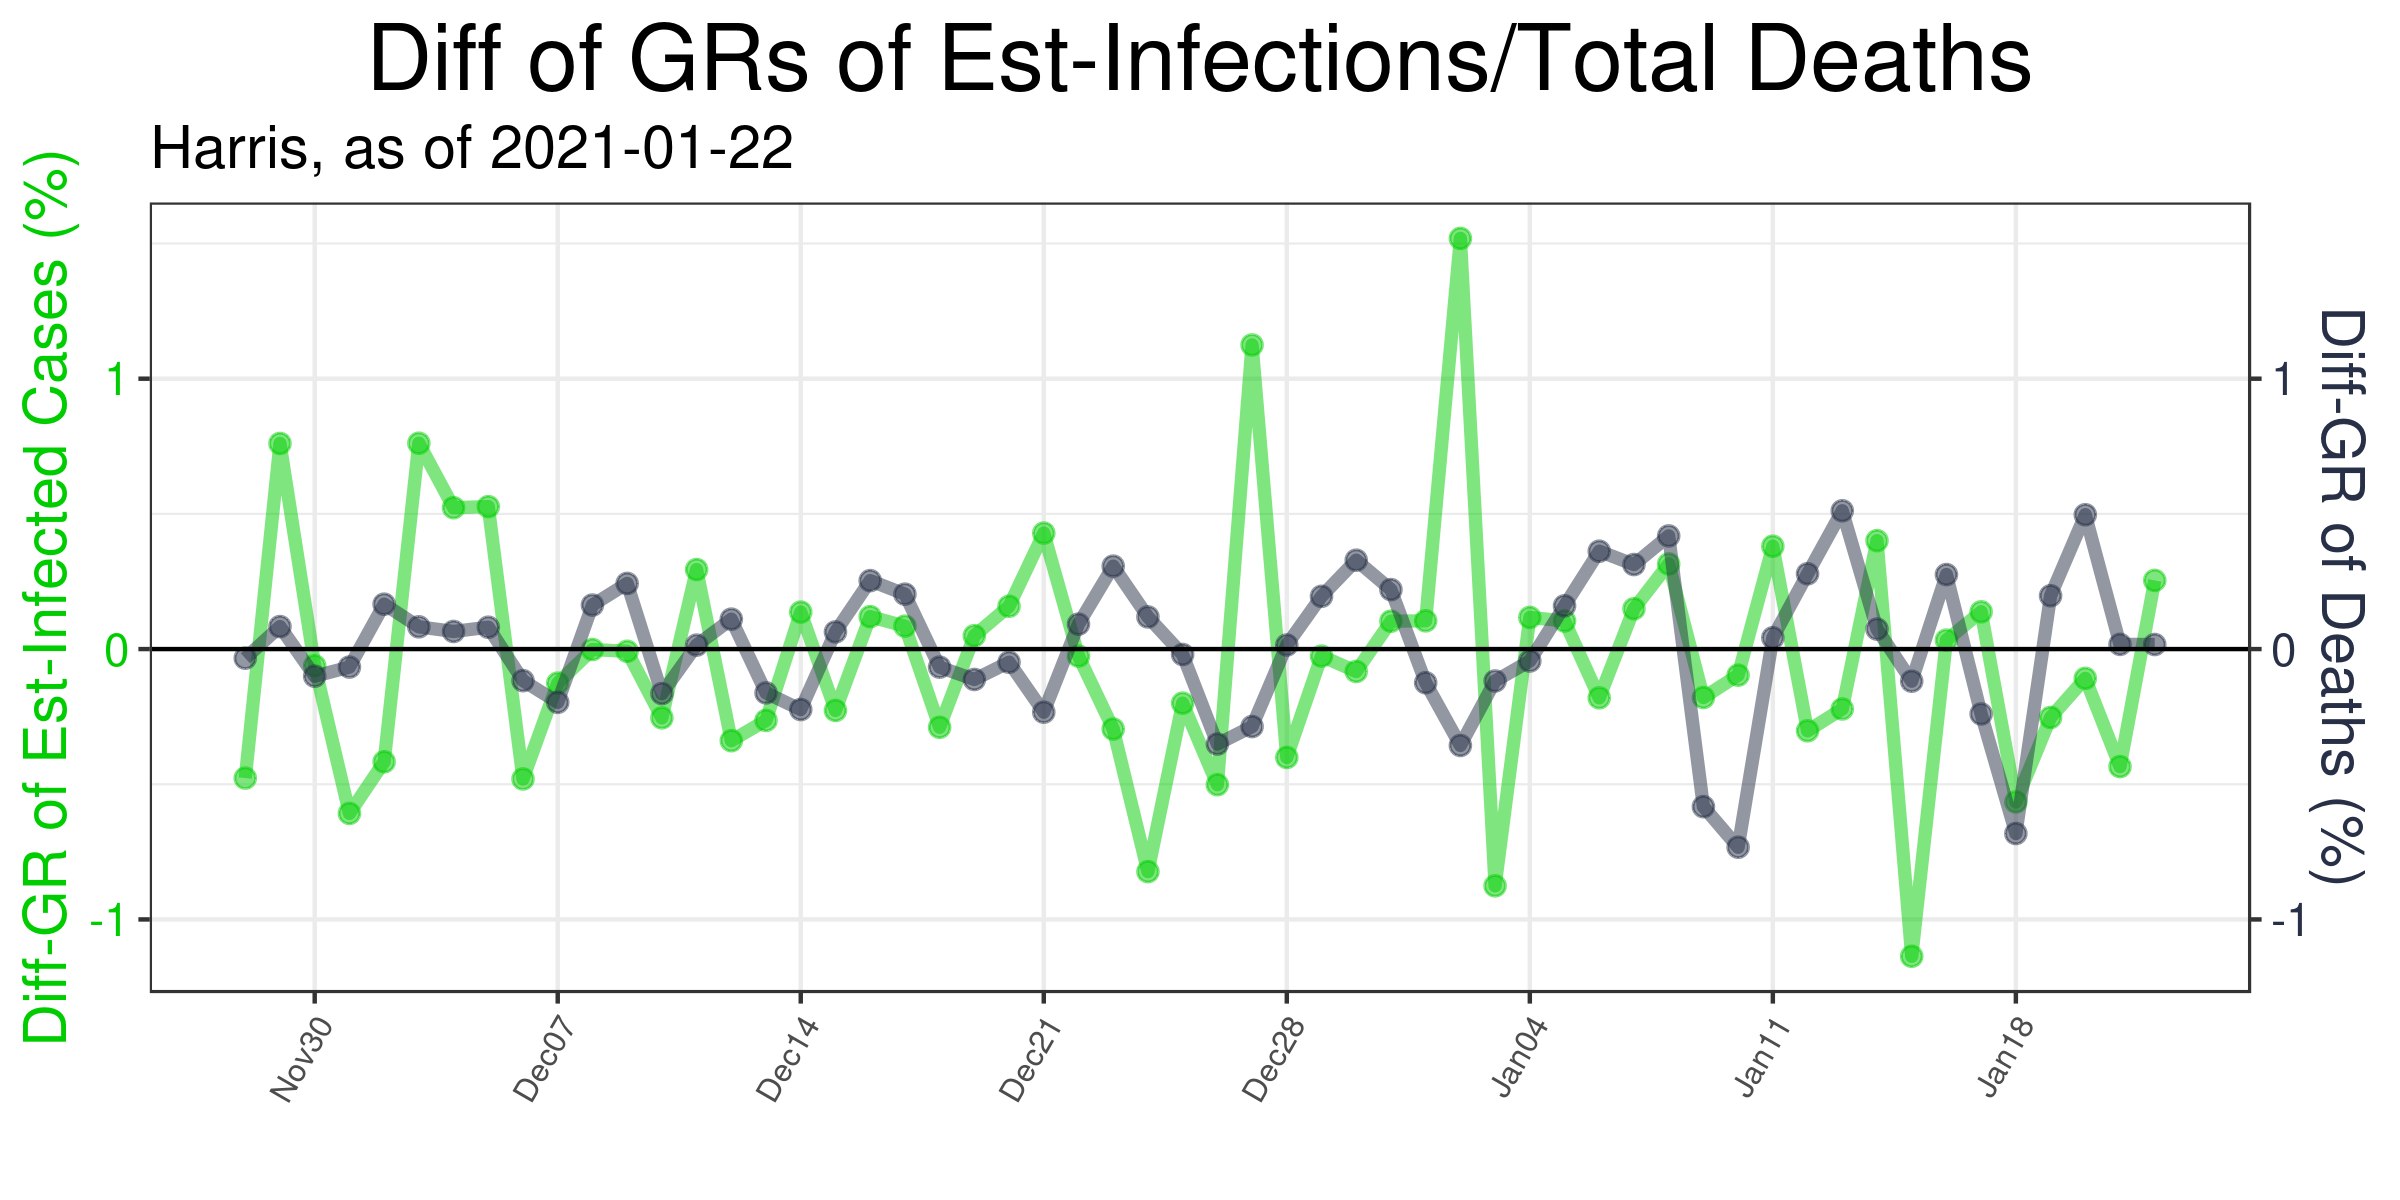 Diff of GRs of Est-Infections/Total Deaths
Harris, as of 2021-01-22
Diff-GR of Est-Infected Cases (%)
1
0
-1
1
0
-1
Diff-GR of Deaths (%)
Nov30
Dec07
Dec14
Dec21
Dec28
Jan04
Jan11
Jan18